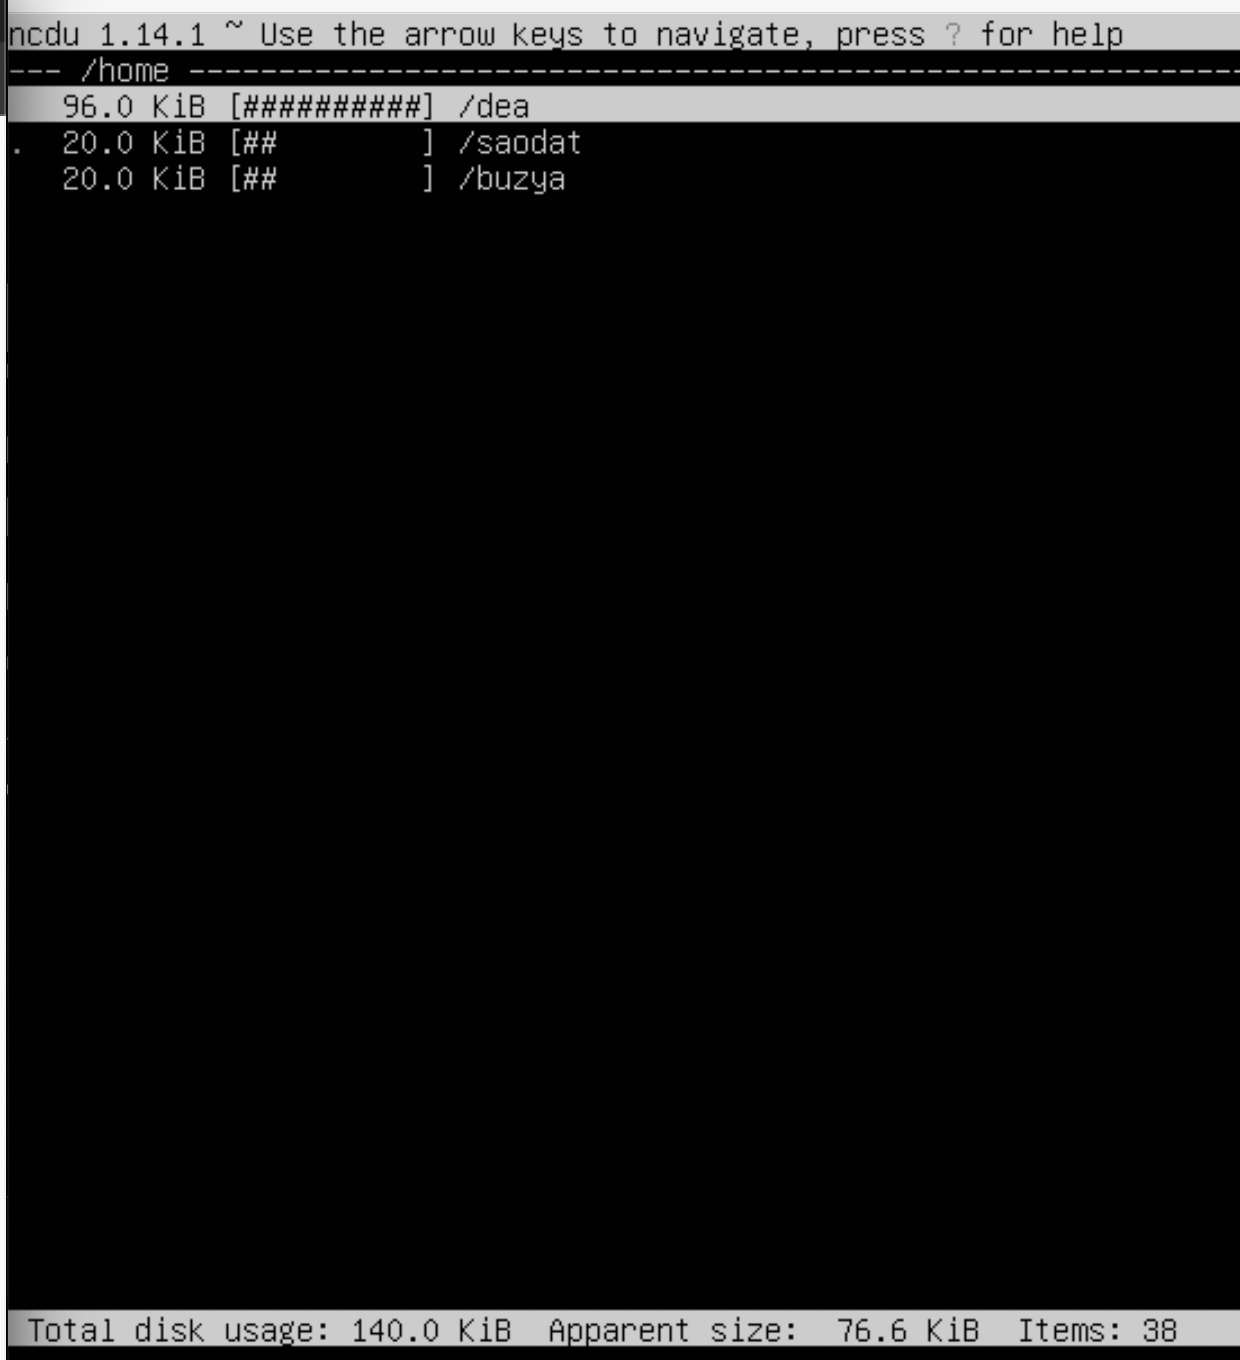 ncdu 1.14.1 ~ Use the arrow keys to navigate, press ? for help
--- /home ----------------------------------------------------------
   96.0 KiB [##########] /dea
.  20.0 KiB [##        ] /saodat
   20.0 KiB [##        ] /buzya
Total disk usage: 140.0 KiB  Apparent size:  76.6 KiB  Items: 38